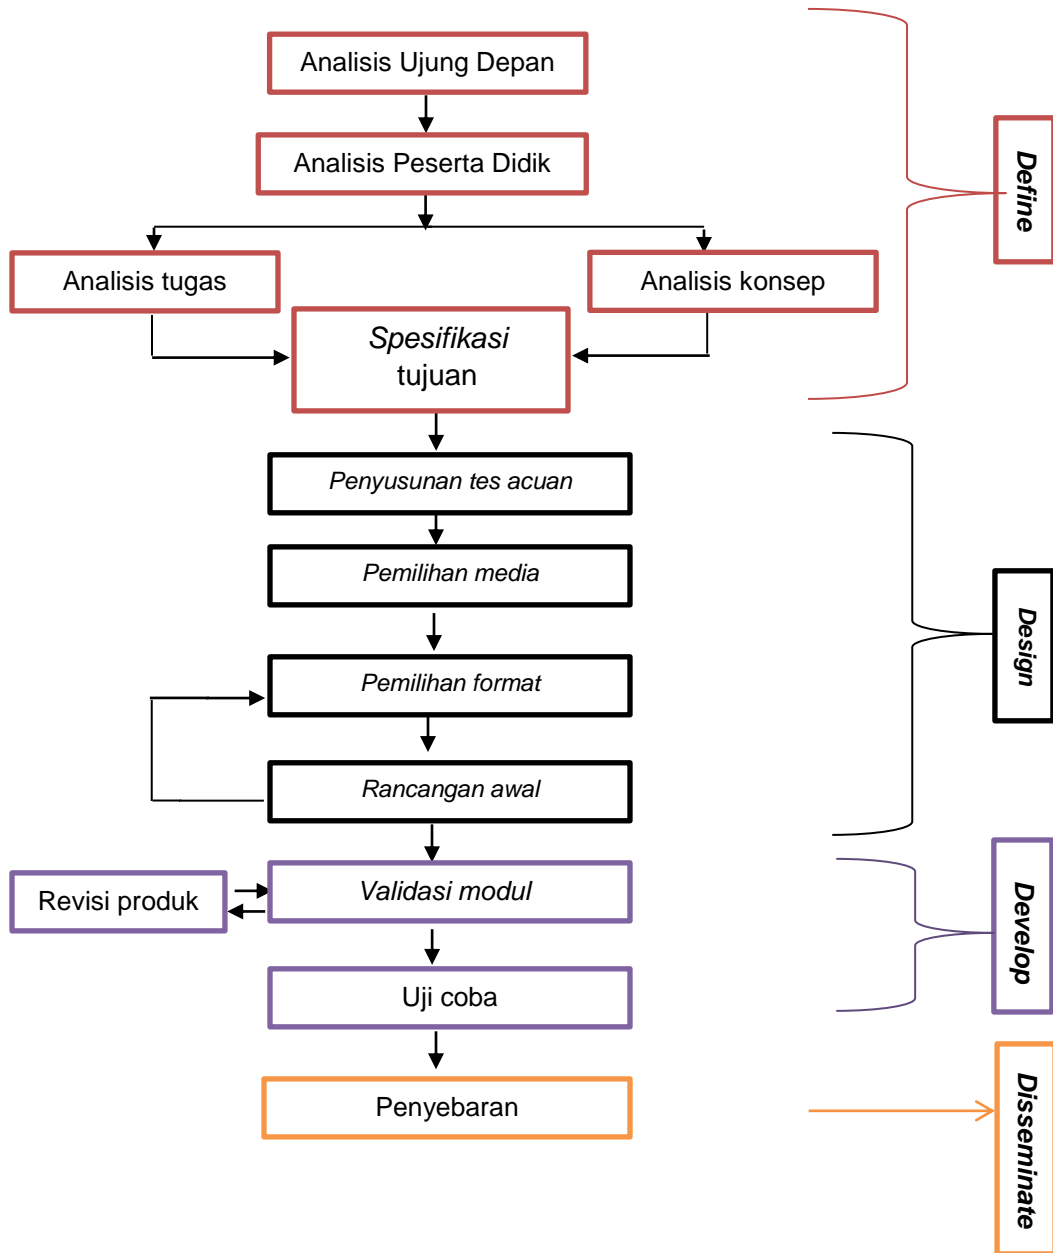 Analisis Ujung Depan
Analisis Peserta Didik
Define
Analisis tugas
Analisis konsep
Spesifikasi
tujuan
Penyusunan tes acuan
Pemilihan media
Design
Pemilihan format
Rancangan awal
Revisi produk
Validasi modul
Develop
Uji coba
Penyebaran
Disseminate